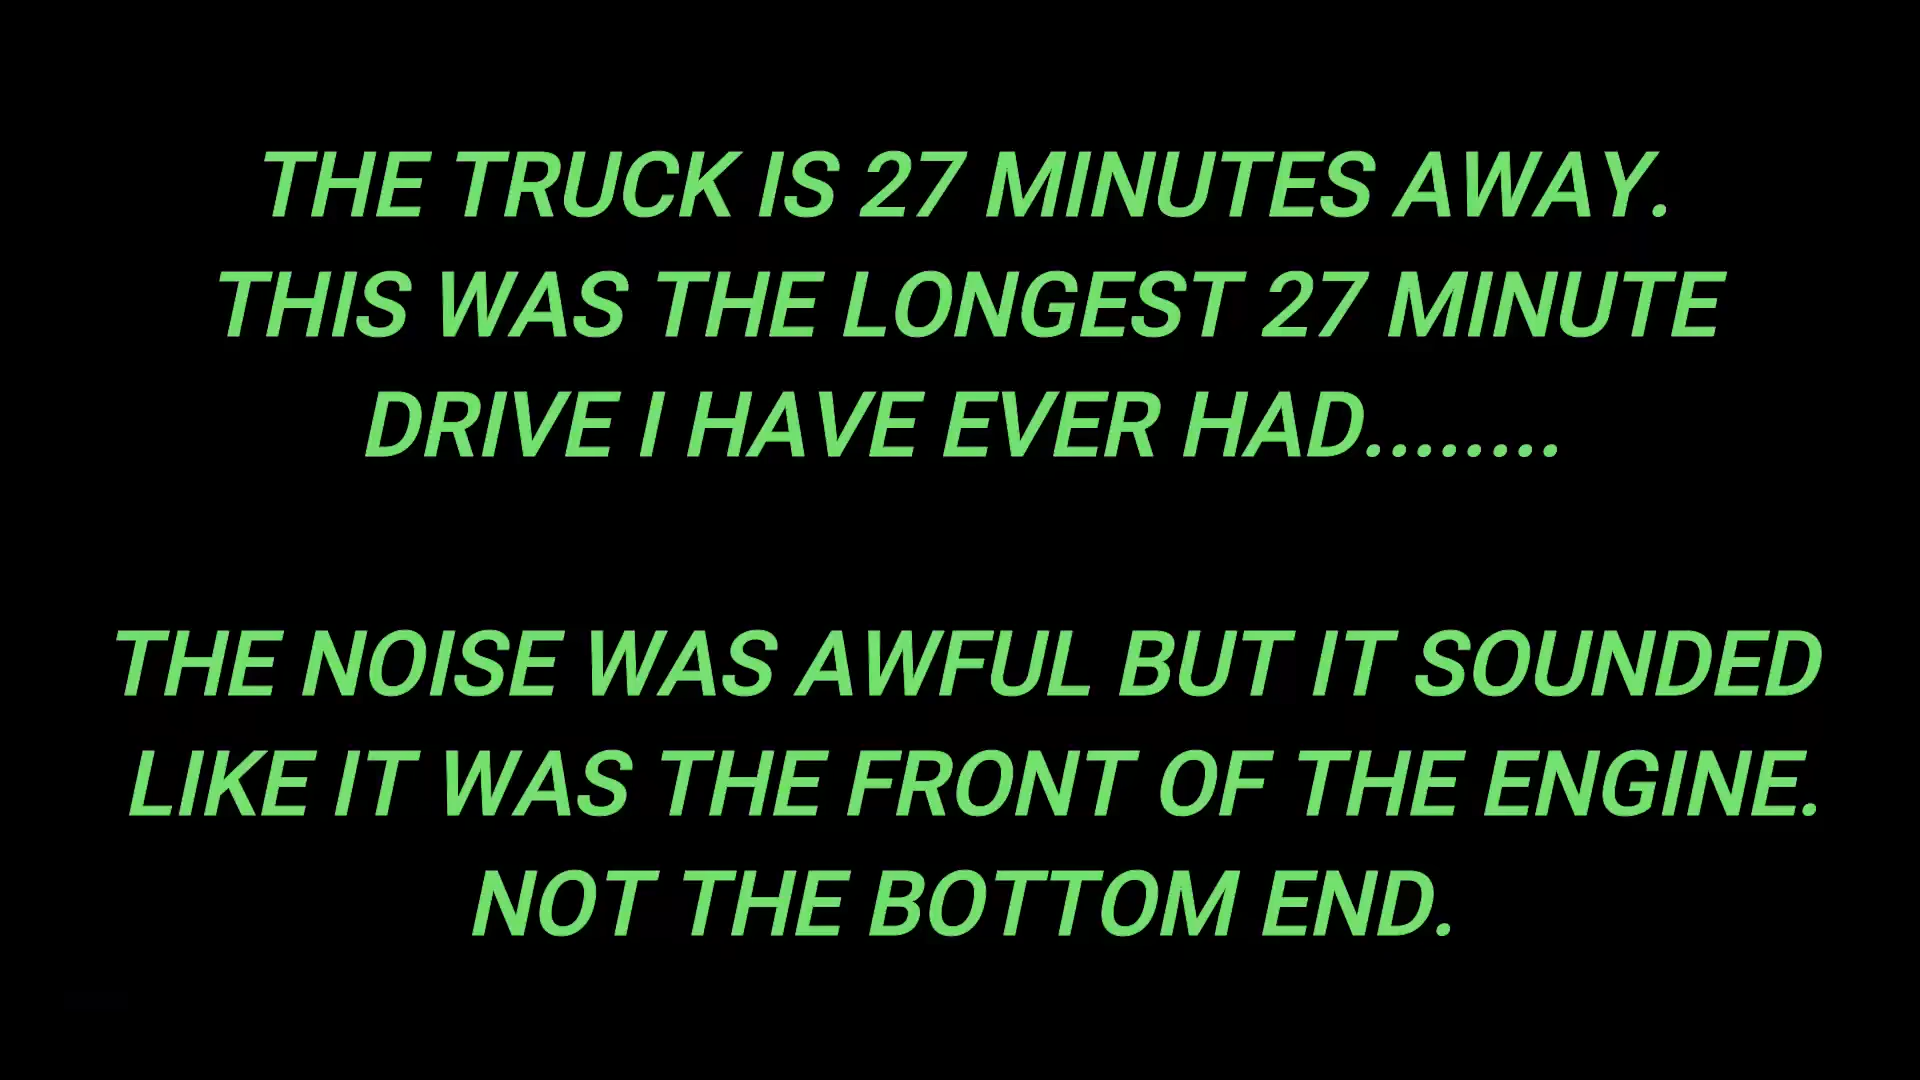 THE TRUCK IS 27 MINUTES AWAY.
THIS WAS THE LONGEST 27 MINUTE
DRIVE I HAVE EVER HAD........
THE NOISE WAS AWFUL BUT IT SOUNDED
LIKE IT WAS THE FRONT OF THE ENGINE.
NOT THE BOTTOM END.